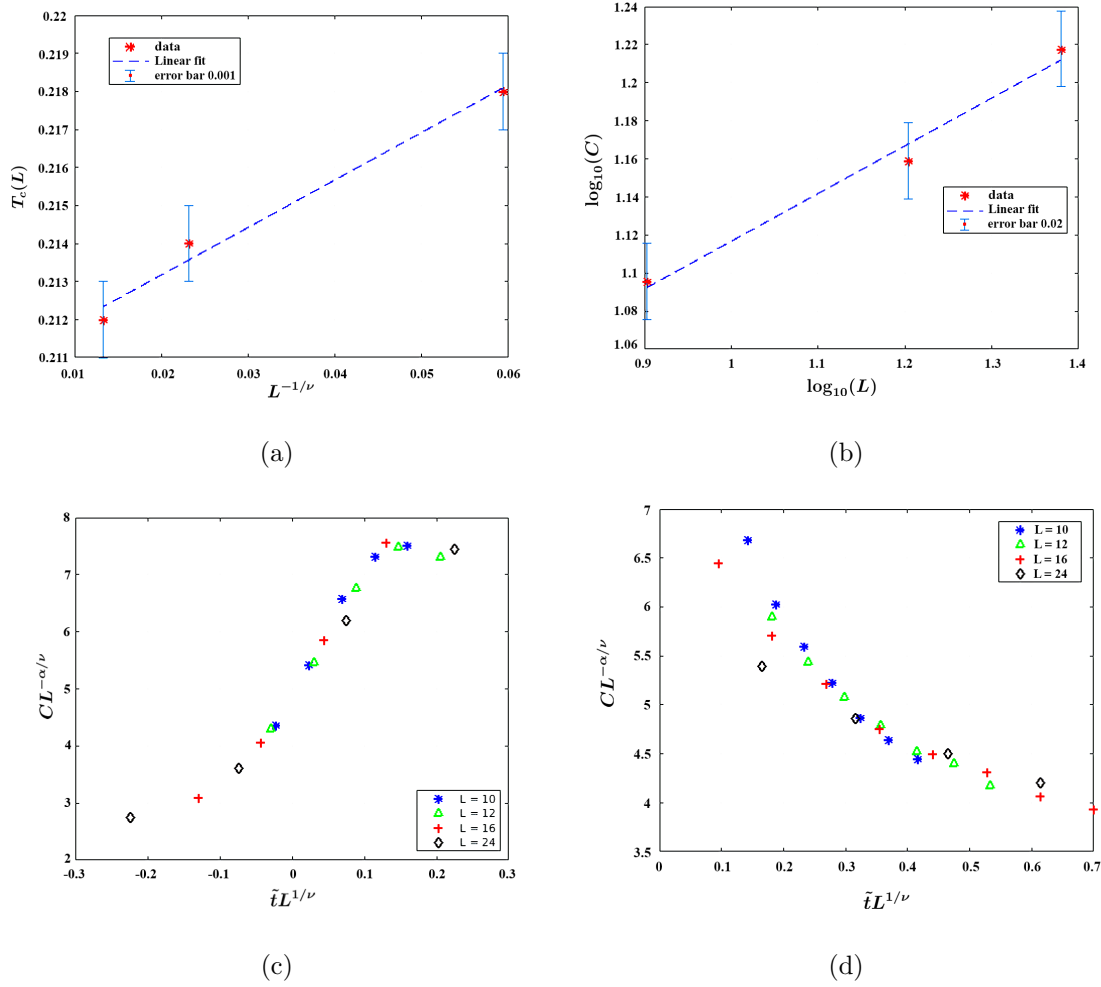 0.22
0.219
0.218
0.217
0.216
0.215
0.214
0.213
0.212
0.211
T_c(L)
data
Linear fit
error bar 0.001
0.01
0.02
0.03
0.04
0.05
0.06
L^{-1/ν}
(a)
1.24
1.22
1.2
1.18
1.16
1.14
1.12
1.1
1.08
1.06
log₁₀(C)
data
Linear fit
error bar 0.02
0.9
1
1.1
1.2
1.3
1.4
log₁₀(L)
(b)
8
7
6
5
4
3
2
CL^{-α/ν}
L = 10
L = 12
L = 16
L = 24
-0.3
-0.2
-0.1
0
0.1
0.2
0.3
t̃L^{1/ν}
(c)
7
6.5
6
5.5
5
4.5
4
3.5
CL^{-α/ν}
L = 10
L = 12
L = 16
L = 24
0
0.1
0.2
0.3
0.4
0.5
0.6
0.7
t̃L^{1/ν}
(d)